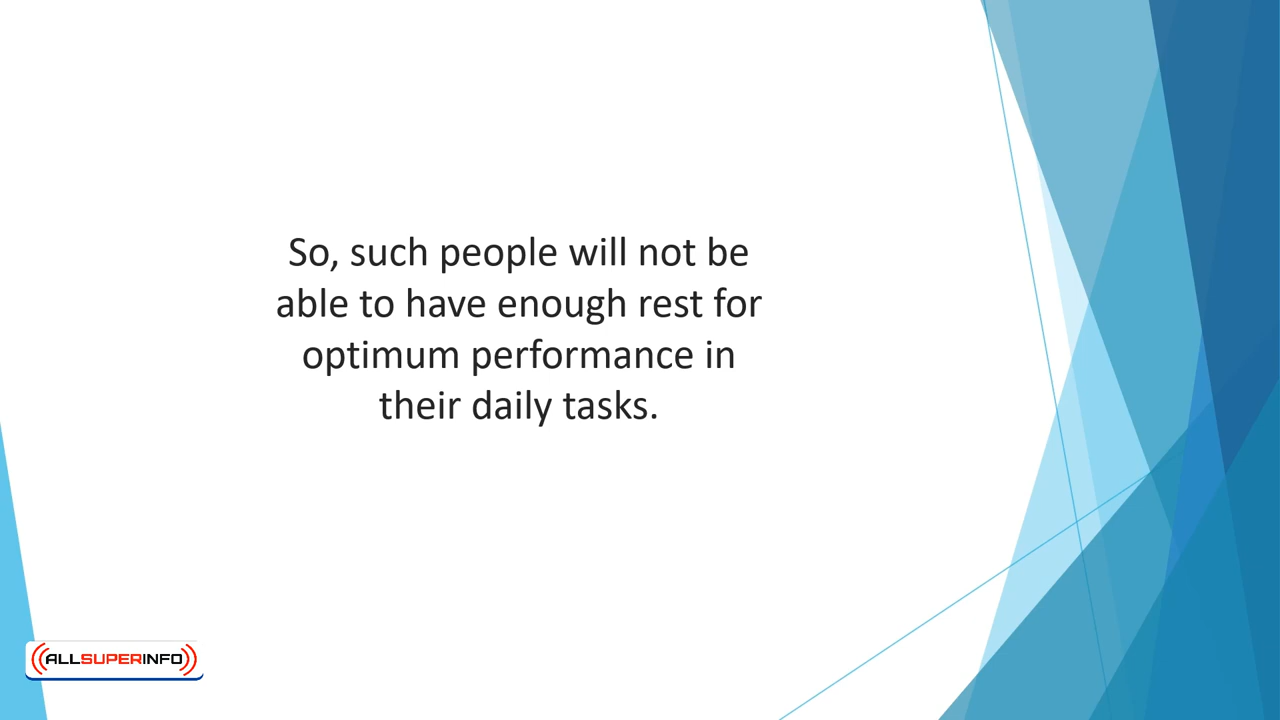 So, such people will not be
able to have enough rest for
optimum performance in
their daily tasks.
ALLSUPERINFO